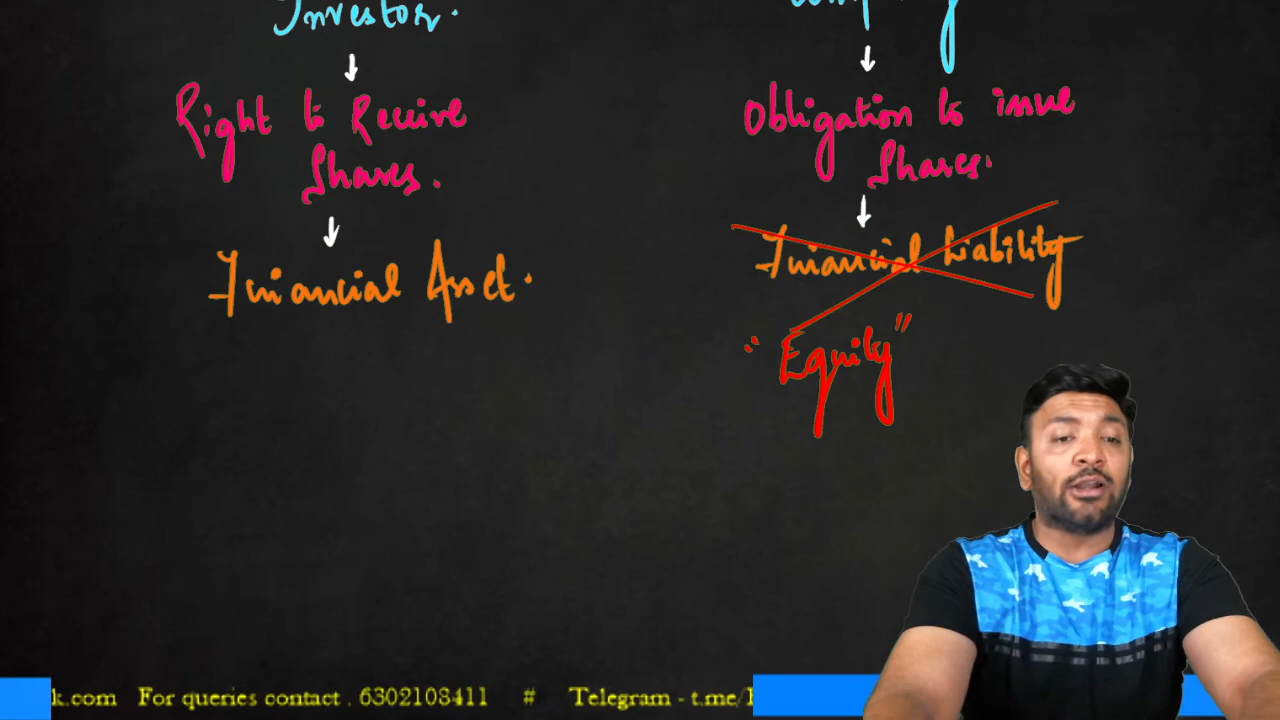 Investor.
Right to Receive
Shares.
Financial Asset.
Obligation to issue
Shares.
Financial Liability
"Equity"
k.com For queries contact . 6302108411 # Telegram - t.me/